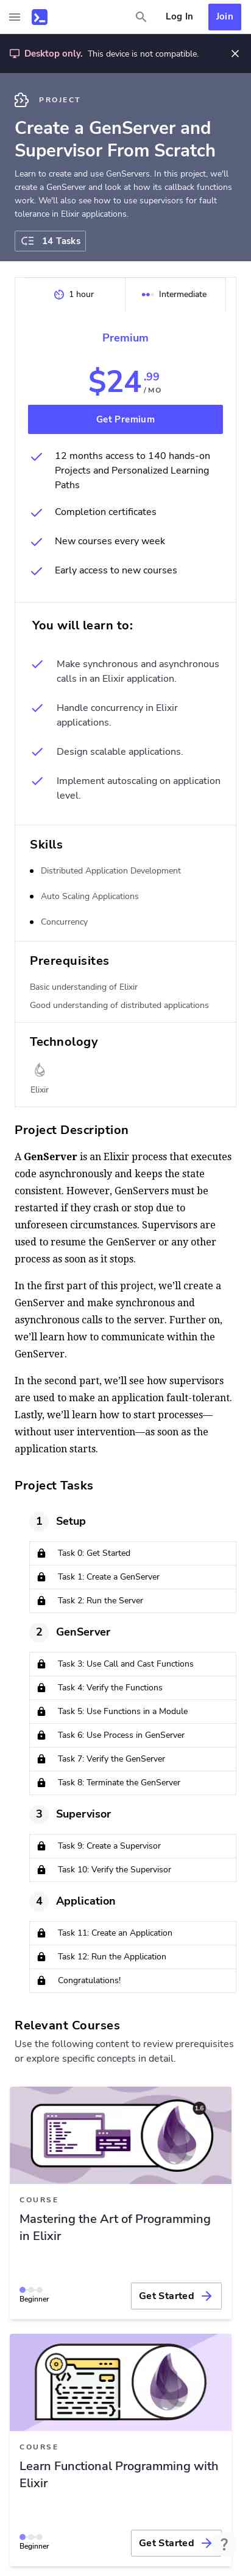 Log In
Join
Desktop only. This is not compatible.
PROJECT
Create a GenServer and
Supervisor From Scratch
Learn to create and use GenServers. In this project, we'll
create a GenServer and look at how its callback functions
work. We'll also see how to use supervisors for fault
tolerance in Elixir applications.
14 Tasks
1 hour
Intermediate
Premium
$24 .99
/ MO
Get Premium
12 months access to 140 hands-on
Projects and Personalized Learning
Paths
Completion certificates
New courses every week
Early access to new courses
You will learn to:
Make synchronous and asynchronous
calls in an Elixir application.
Handle concurrency in Elixir
applications.
Design scalable applications.
Implement autoscaling on application
level.
Skills
Distributed Application Development
Auto Scaling Applications
Concurrency
Prerequisites
Basic understanding of Elixir
Good understanding of distributed applications
Technology
Elixir
Project Description
A GenServer is an Elixir process that executes
code asynchronously and keeps the state
consistent. However, GenServers must be
restarted if they crash or stop due to
unforeseen circumstances. Supervisors are
used to resume the GenServer or any other
process as soon as it stops.
In the first part of this project, we’ll create a
GenServer and make synchronous and
asynchronous calls to the server. Further on,
we’ll learn how to communicate within the
GenServer.
In the second part, we’ll see how supervisors
are used to make an application fault-tolerant.
Lastly, we’ll learn how to start processes—
without user intervention—as soon as the
application starts.
Project Tasks
1 Setup
Task 0: Get Started
Task 1: Create a GenServer
Task 2: Run the Server
2 GenServer
Task 3: Use Call and Cast Functions
Task 4: Verify the Functions
Task 5: Use Functions in a Module
Task 6: Use Process in GenServer
Task 7: Verify the GenServer
Task 8: Terminate the GenServer
3 Supervisor
Task 9: Create a Supervisor
Task 10: Verify the Supervisor
4 Application
Task 11: Create an Application
Task 12: Run the Application
Congratulations!
Relevant Courses
Use the following content to review prerequisites
or explore specific concepts in detail.
1.6
COURSE
Mastering the Art of Programming
in Elixir
Beginner
Get Started
COURSE
Learn Functional Programming with
Elixir
Beginner
Get Started
?